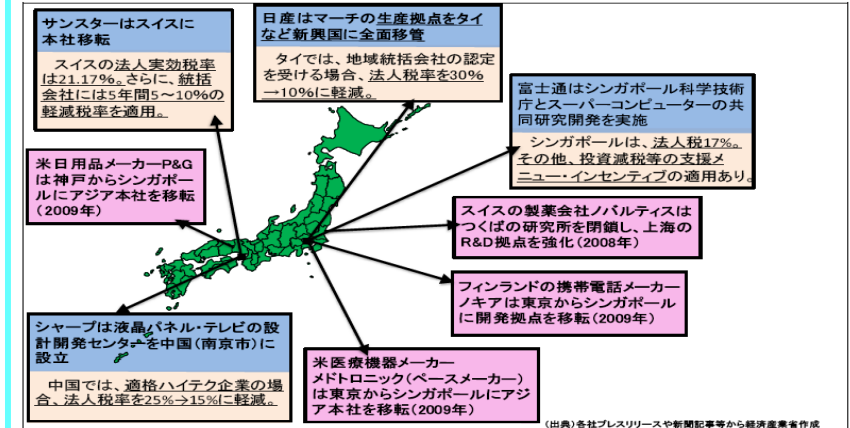 サンスターはスイスに
本社移転
スイスの法人実効税率
は21.17%。さらに、統括
会社には5年間5～10%の
軽減税率を適用。
日産はマーチの生産拠点をタイ
など新興国に全面移管
タイでは、地域統括会社の認定
を受ける場合、法人税率を30%
→10%に軽減。
富士通はシンガポール科学技術
庁とスーパーコンピューターの共
同研究開発を実施
シンガポールは、法人税17%。
その他、投資減税等の支援メ
ニュー・インセンティブの適用あり。
米日用品メーカーP&G
は神戸からシンガポー
ルにアジア本社を移転
(2009年)
スイスの製薬会社ノバルティスは
つくばの研究所を閉鎖し、上海の
R&D拠点を強化(2008年)
フィンランドの携帯電話メーカー
ノキアは東京からシンガポール
に開発拠点を移転(2009年)
シャープは液晶パネル・テレビの設
計開発センターを中国(南京市)に
設立
中国では、適格ハイテク企業の場
合、法人税率を25%→15%に軽減。
米医療機器メーカー
メドトロニック(ペースメーカー)
は東京からシンガポールにアジ
ア本社を移転(2009年)
(出典)各社プレスリリースや新聞記事等から経済産業省作成